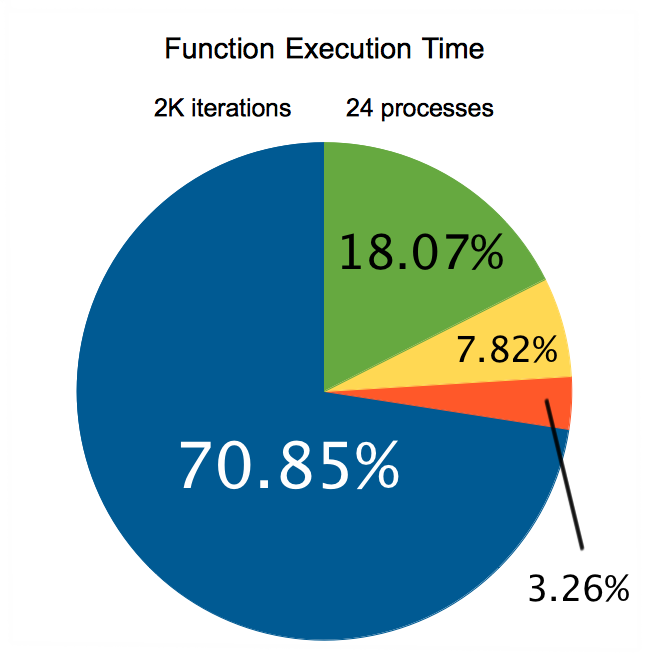 Function Execution Time
2K iterations 24 processes
18.07%
7.82%
70.85%
3.26%